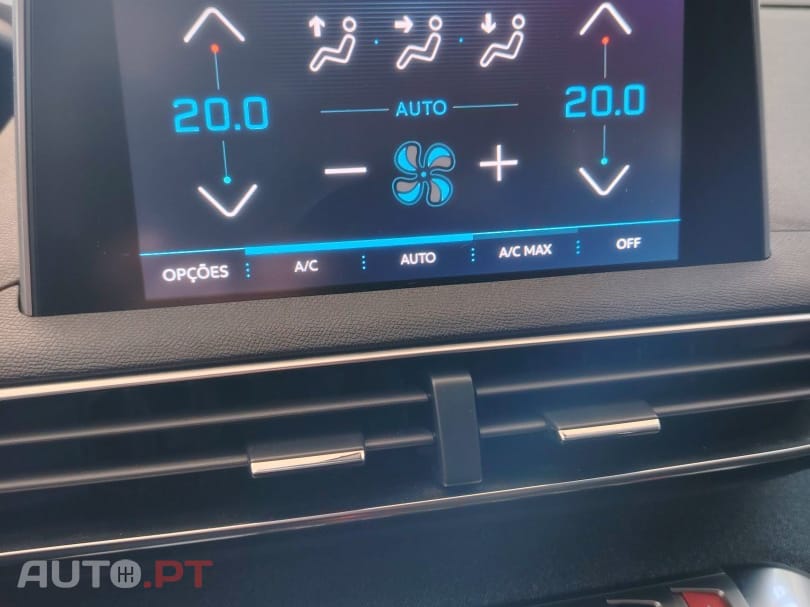 20.0 20.0
AUTO
OPÇÕES A/C AUTO A/C MAX OFF
AUTO.PT